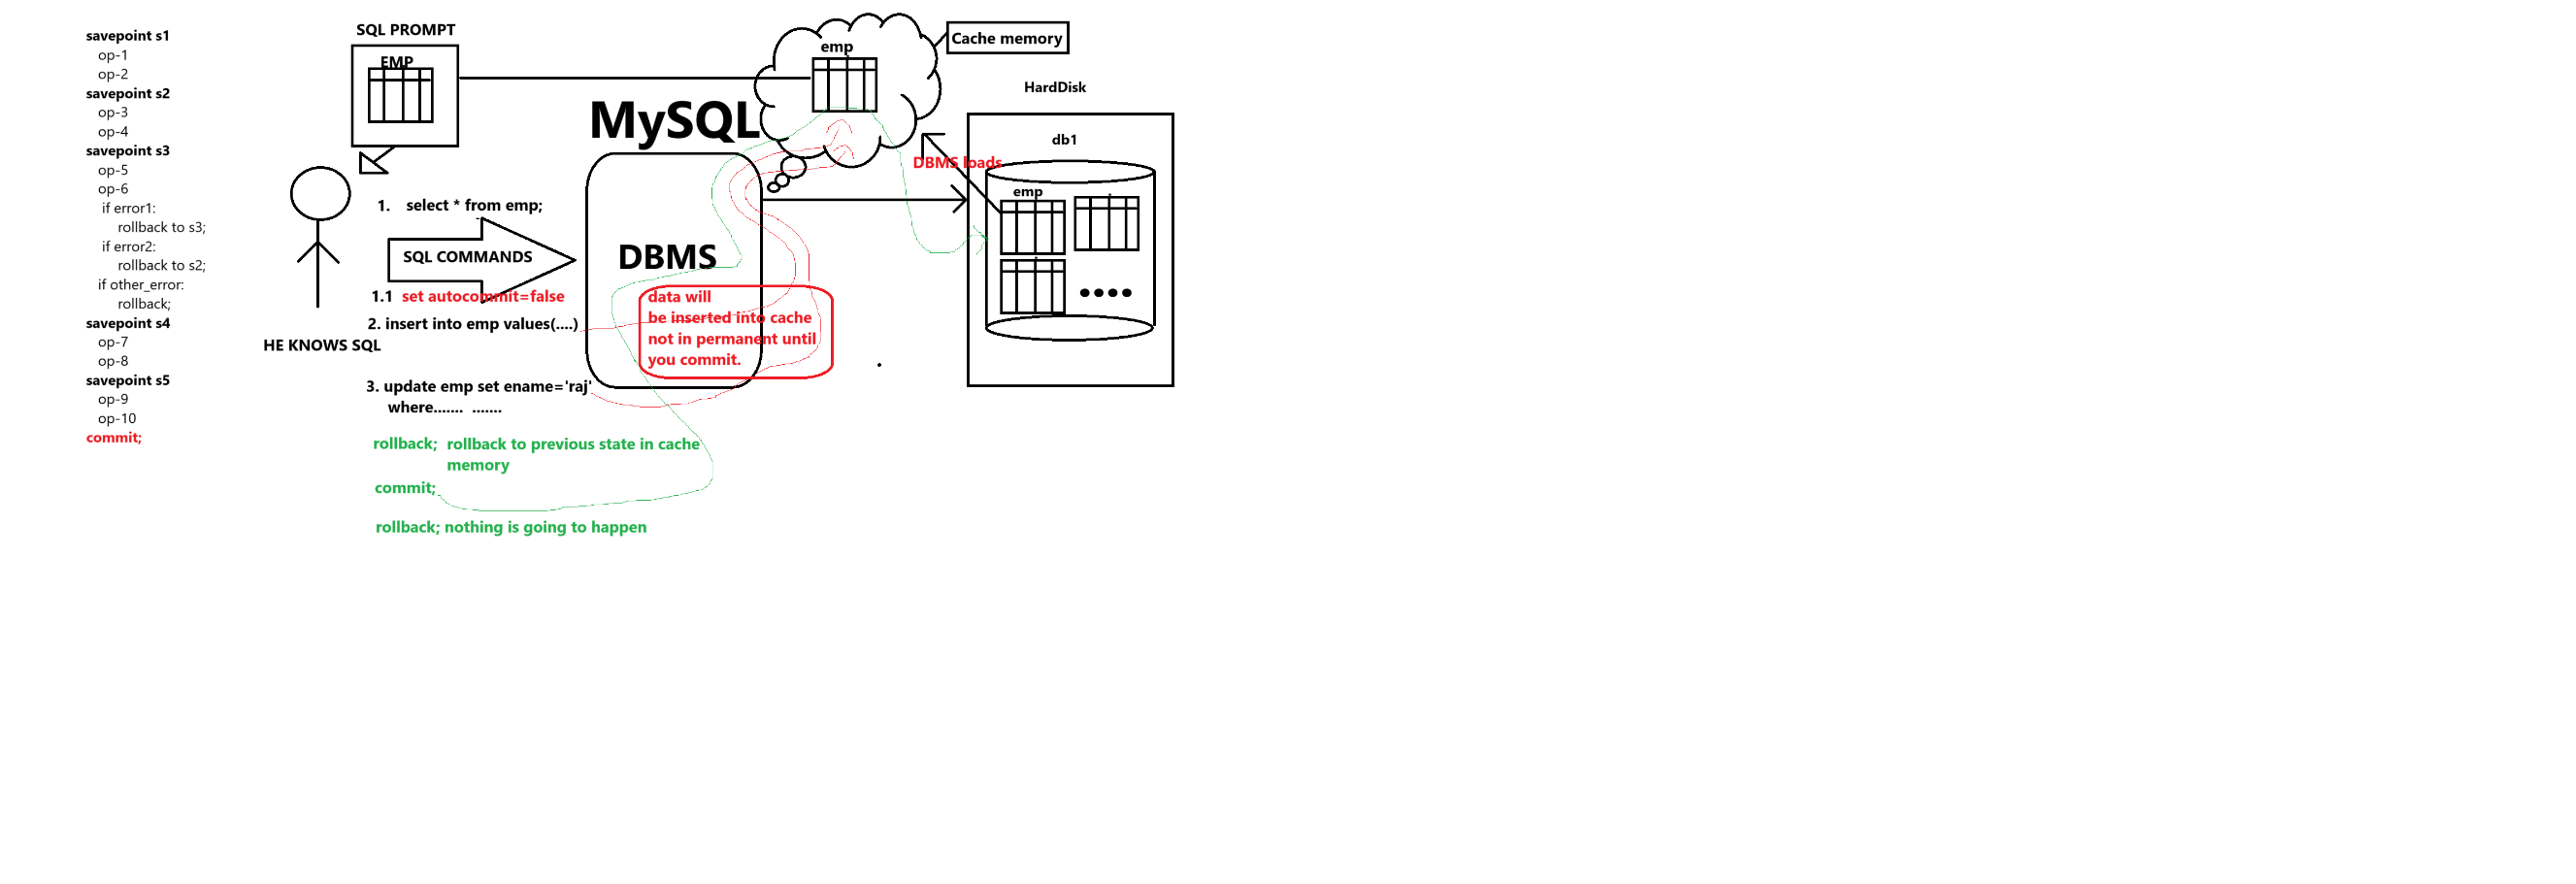 savepoint s1
op-1
op-2
savepoint s2
op-3
op-4
savepoint s3
op-5
op-6
if error1:
rollback to s3;
if error2:
rollback to s2;
if other_error:
rollback;
savepoint s4
op-7
op-8
savepoint s5
op-9
op-10
commit;
SQL PROMPT
EMP
HE KNOWS SQL
1. select * from emp;
SQL COMMANDS
1.1 set autocommit=false
2. insert into emp values(....)
3. update emp set ename='raj'
where....... .......
rollback; rollback to previous state in cache
memory
commit;
rollback; nothing is going to happen
MySQL
DBMS
data will
be inserted into cache
not in permanent until
you commit.
emp
Cache memory
HardDisk
db1
DBMS loads
emp